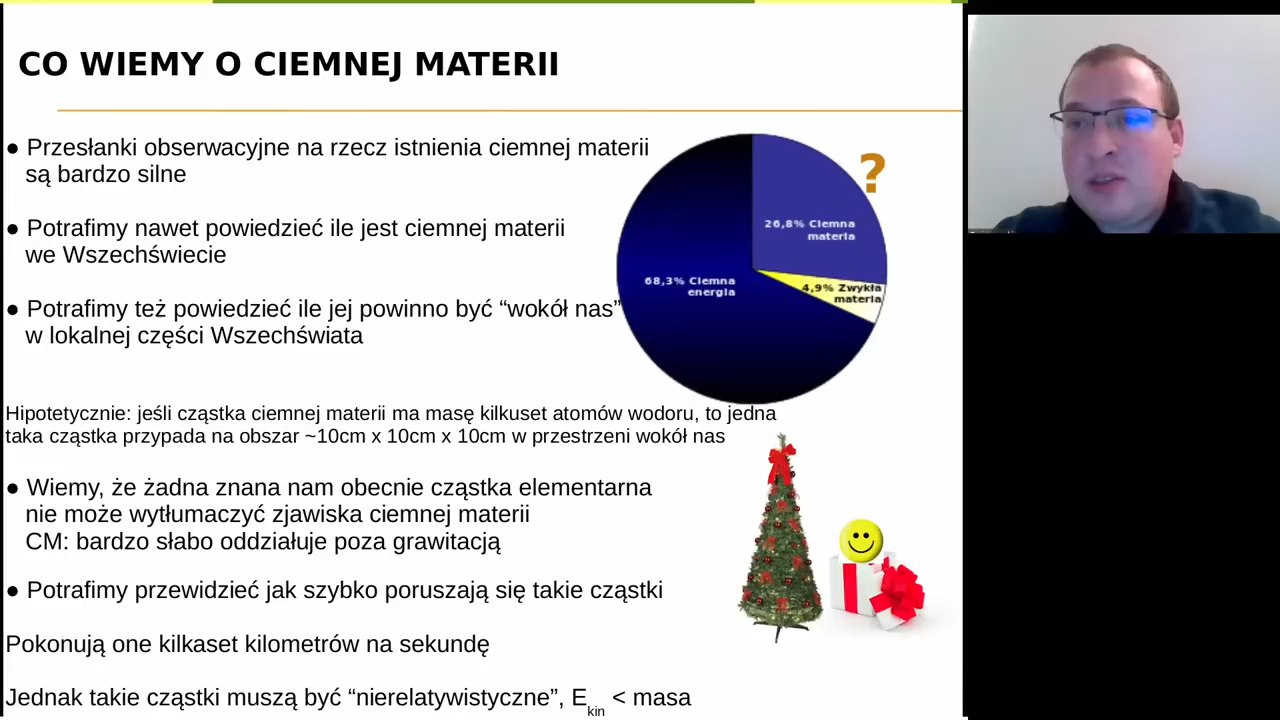 CO WIEMY O CIEMNEJ MATERII
● Przesłanki obserwacyjne na rzecz istnienia ciemnej materii
są bardzo silne
● Potrafimy nawet powiedzieć ile jest ciemnej materii
we Wszechświecie
● Potrafimy też powiedzieć ile jej powinno być “wokół nas”
w lokalnej części Wszechświata
?
26,8% Ciemna
materia
68,3% Ciemna
energia
4,9% Zwykła
materia
Hipotetycznie: jeśli cząstka ciemnej materii ma masę kilkuset atomów wodoru, to jedna
taka cząstka przypada na obszar ~10cm x 10cm x 10cm w przestrzeni wokół nas
● Wiemy, że żadna znana nam obecnie cząstka elementarna
nie może wytłumaczyć zjawiska ciemnej materii
CM: bardzo słabo oddziałuje poza grawitacją
● Potrafimy przewidzieć jak szybko poruszają się takie cząstki
Pokonują one kilkaset kilometrów na sekundę
Jednak takie cząstki muszą być “nierelatywistyczne”, Ekin < masa